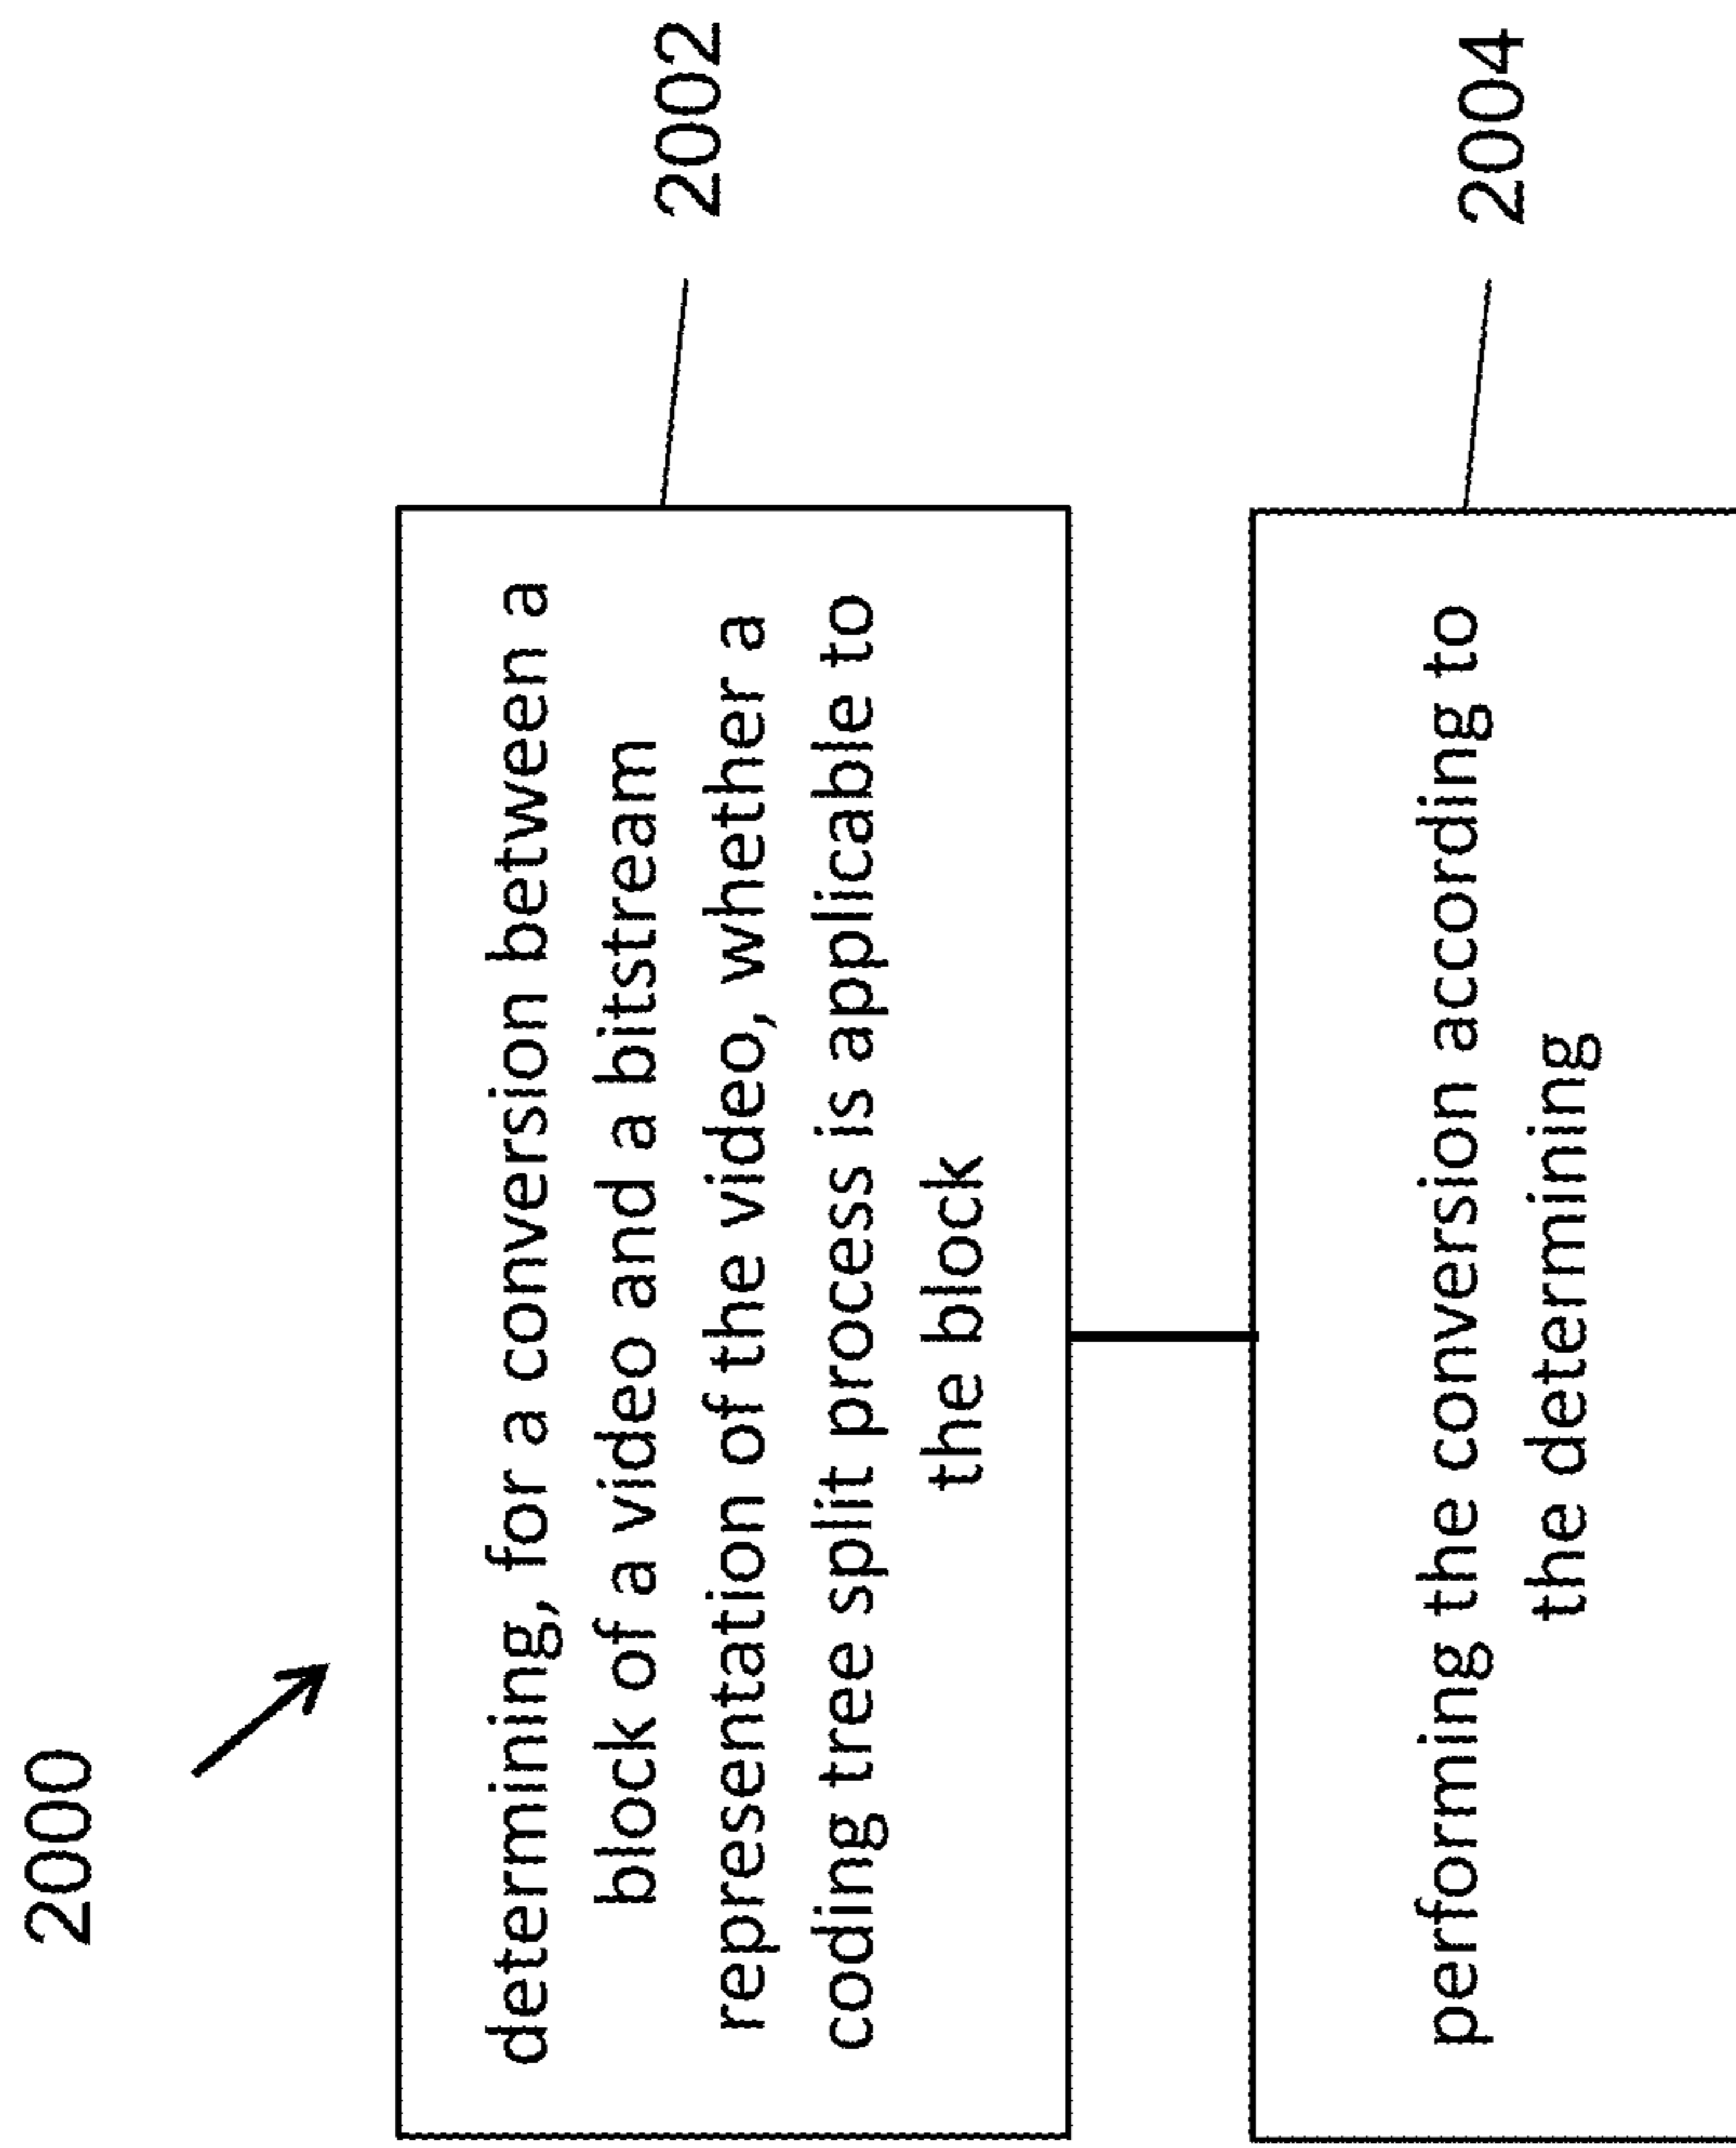 2000
determining, for a conversion between a
block of a video and a bitstream
representation of the video, whether a
coding tree split process is applicable to
the block
2002
performing the conversion according to
the determining
2004